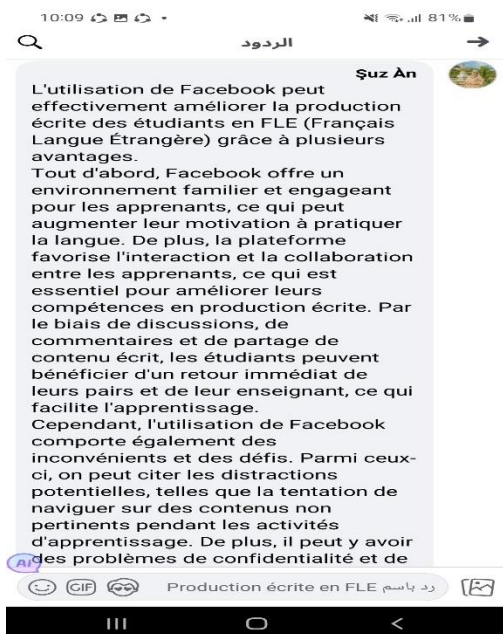 10:09
81%
الردود
Şuz Àn
L'utilisation de Facebook peut
effectivement améliorer la production
écrite des étudiants en FLE (Français
Langue Étrangère) grâce à plusieurs
avantages.
Tout d'abord, Facebook offre un
environnement familier et engageant
pour les apprenants, ce qui peut
augmenter leur motivation à pratiquer
la langue. De plus, la plateforme
favorise l'interaction et la collaboration
entre les apprenants, ce qui est
essentiel pour améliorer leurs
compétences en production écrite. Par
le biais de discussions, de
commentaires et de partage de
contenu écrit, les étudiants peuvent
bénéficier d'un retour immédiat de
leurs pairs et de leur enseignant, ce qui
facilite l'apprentissage.
Cependant, l'utilisation de Facebook
comporte également des
inconvénients et des défis. Parmi ceux-
ci, on peut citer les distractions
potentielles, telles que la tentation de
naviguer sur des contenus non
pertinents pendant les activités
d'apprentissage. De plus, il peut y avoir
des problèmes de confidentialité et de
AI
GIF
رد باسم Production écrite en FLE